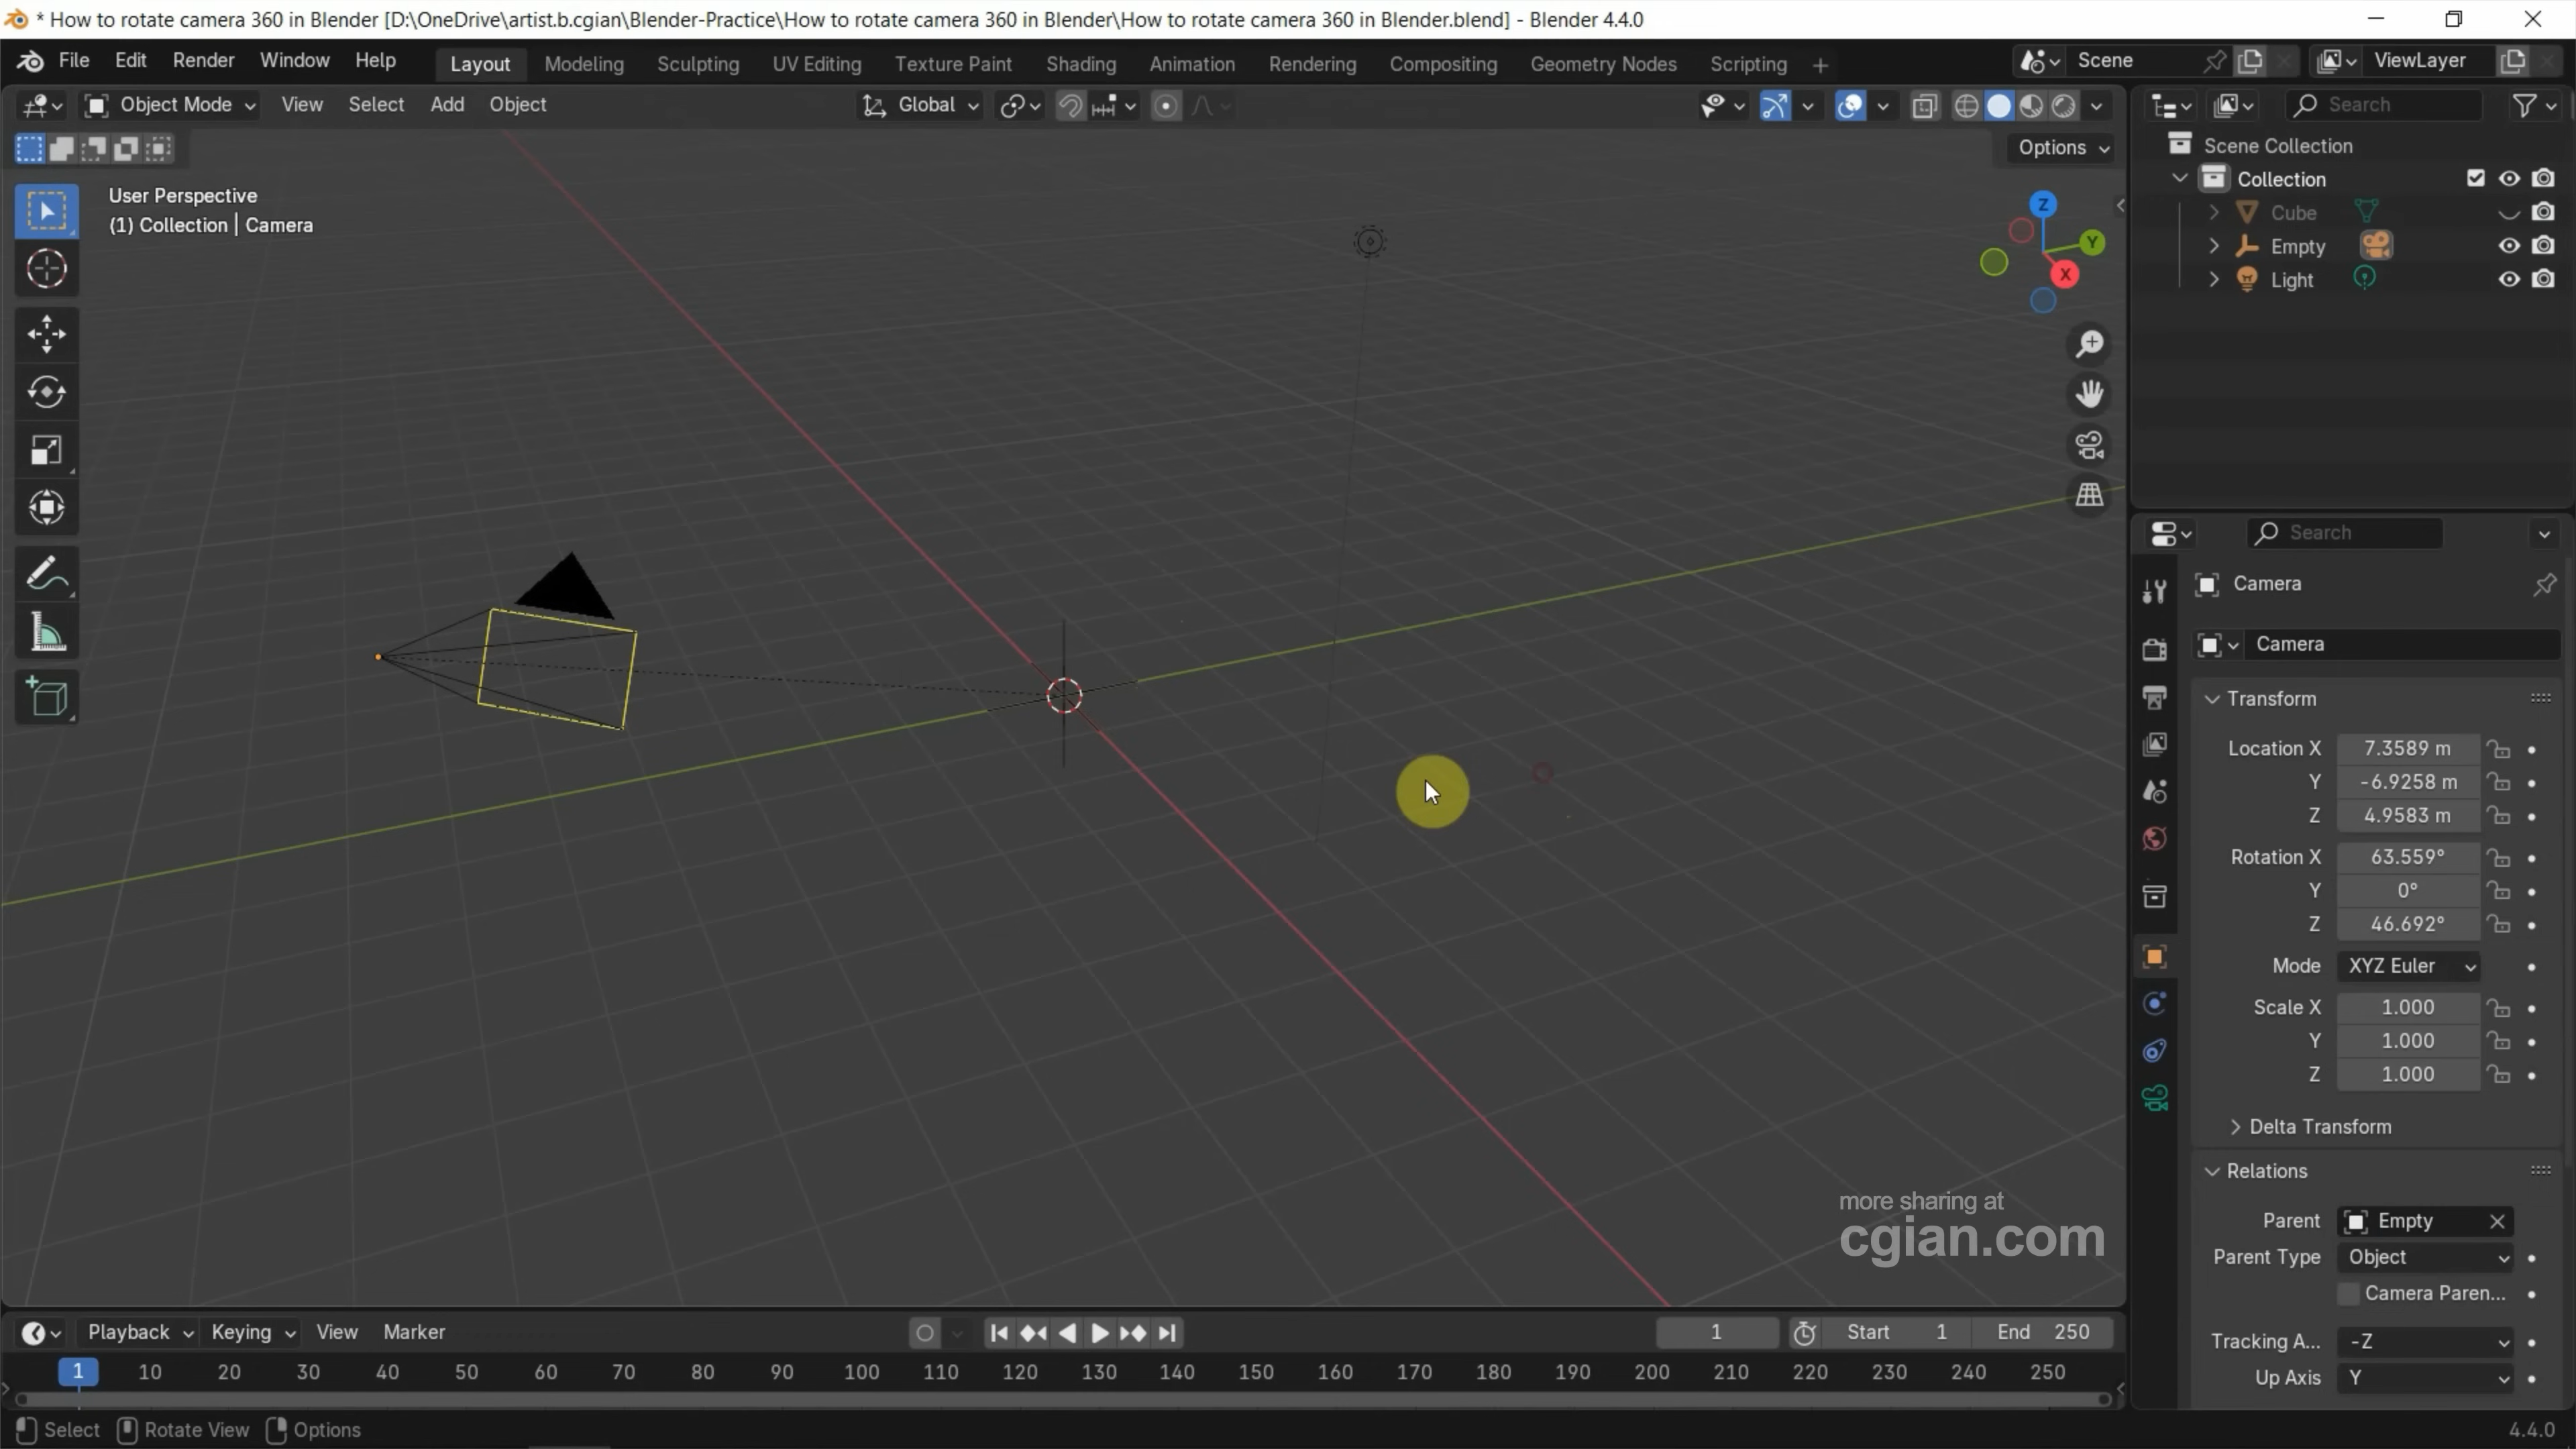 * How to rotate camera 360 in Blender [D:\OneDrive\artist.b.cgian\Blender-Practice\How to rotate camera 360 in Blender\How to rotate camera 360 in Blender.blend] - Blender 4.4.0
File Edit Render Window Help Layout Modeling Sculpting UV Editing Texture Paint Shading Animation Rendering Compositing Geometry Nodes Scripting + Scene ViewLayer
Object Mode View Select Add Object Global Search
Options
User Perspective
(1) Collection | Camera
Z
Y
X
Scene Collection
Collection
Cube
Empty
Light
Search
Camera
Camera
Transform
Location X 7.3589 m
Y -6.9258 m
Z 4.9583 m
Rotation X 63.559°
Y 0°
Z 46.692°
Mode XYZ Euler
Scale X 1.000
Y 1.000
Z 1.000
Delta Transform
Relations
Parent Empty
Parent Type Object
Camera Paren...
Tracking A... -Z
Up Axis Y
more sharing at
cgian.com
Playback Keying View Marker 1 Start 1 End 250
1 10 20 30 40 50 60 70 80 90 100 110 120 130 140 150 160 170 180 190 200 210 220 230 240 250
Select Rotate View Options 4.4.0